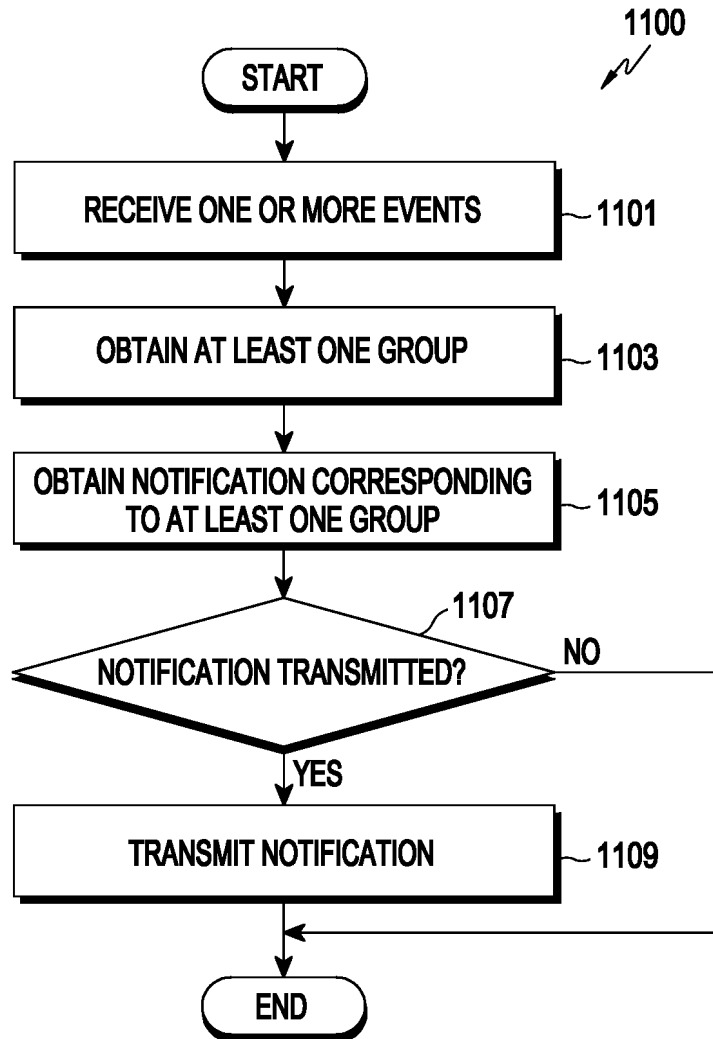 1100
START
RECEIVE ONE OR MORE EVENTS
1101
OBTAIN AT LEAST ONE GROUP
1103
OBTAIN NOTIFICATION CORRESPONDING
TO AT LEAST ONE GROUP
1105
1107
NOTIFICATION TRANSMITTED?
NO
YES
TRANSMIT NOTIFICATION
1109
END